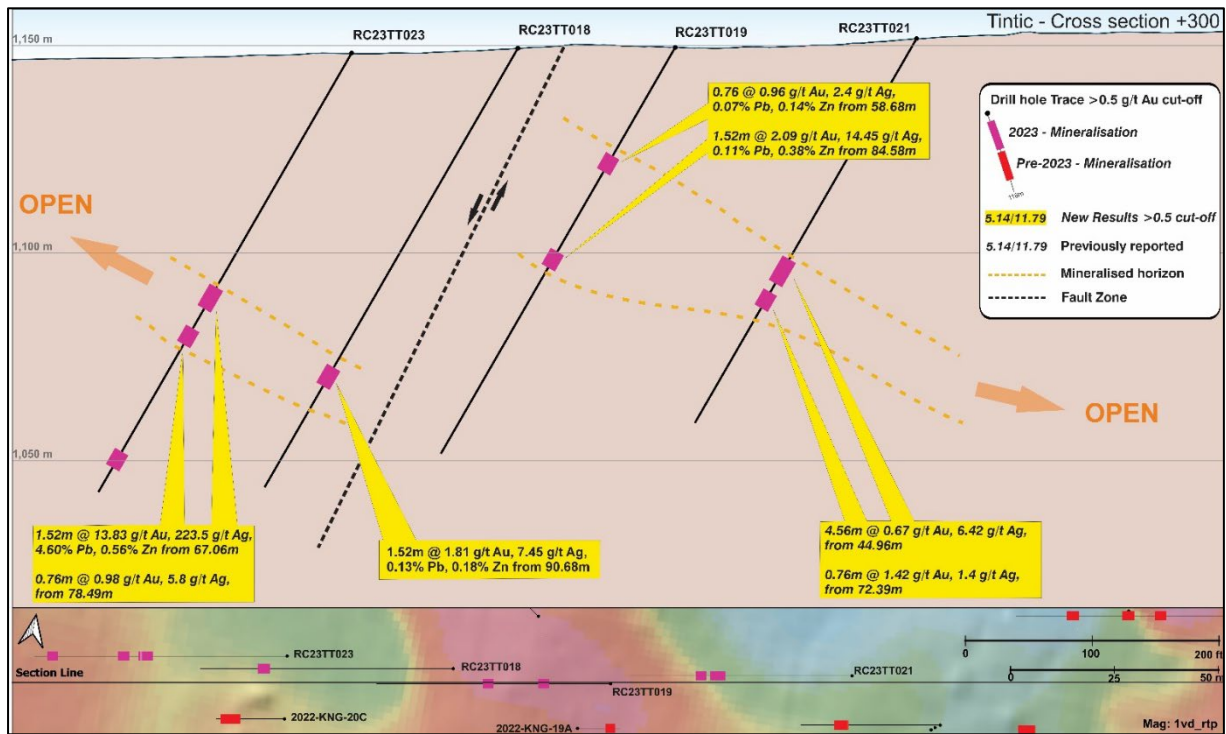 Tintic - Cross section +300
1,150 m
RC23TT023
RC23TT018
RC23TT019
RC23TT021
0.76 @ 0.96 g/t Au, 2.4 g/t Ag,
0.07% Pb, 0.14% Zn from 58.68m
1.52m @ 2.09 g/t Au, 14.45 g/t Ag,
0.11% Pb, 0.38% Zn from 84.58m
Drill hole Trace >0.5 g/t Au cut-off
2023 - Mineralisation
Pre-2023 - Mineralisation
116m
5.14/11.79 New Results >0.5 cut-off
5.14/11.79 Previously reported
Mineralised horizon
Fault Zone
OPEN
1,100 m
OPEN
1,050 m
1.52m @ 13.83 g/t Au, 223.5 g/t Ag,
4.60% Pb, 0.56% Zn from 67.06m
0.76m @ 0.98 g/t Au, 5.8 g/t Ag,
from 78.49m
1.52m @ 1.81 g/t Au, 7.45 g/t Ag,
0.13% Pb, 0.18% Zn from 90.68m
4.56m @ 0.67 g/t Au, 6.42 g/t Ag,
from 44.96m
0.76m @ 1.42 g/t Au, 1.4 g/t Ag,
from 72.39m
RC23TT023
Section Line
RC23TT018
RC23TT019
RC23TT021
0 100 200 ft
0 25 50 m
2022-KNG-20C
2022-KNG-19A
Mag: 1vd_rtp